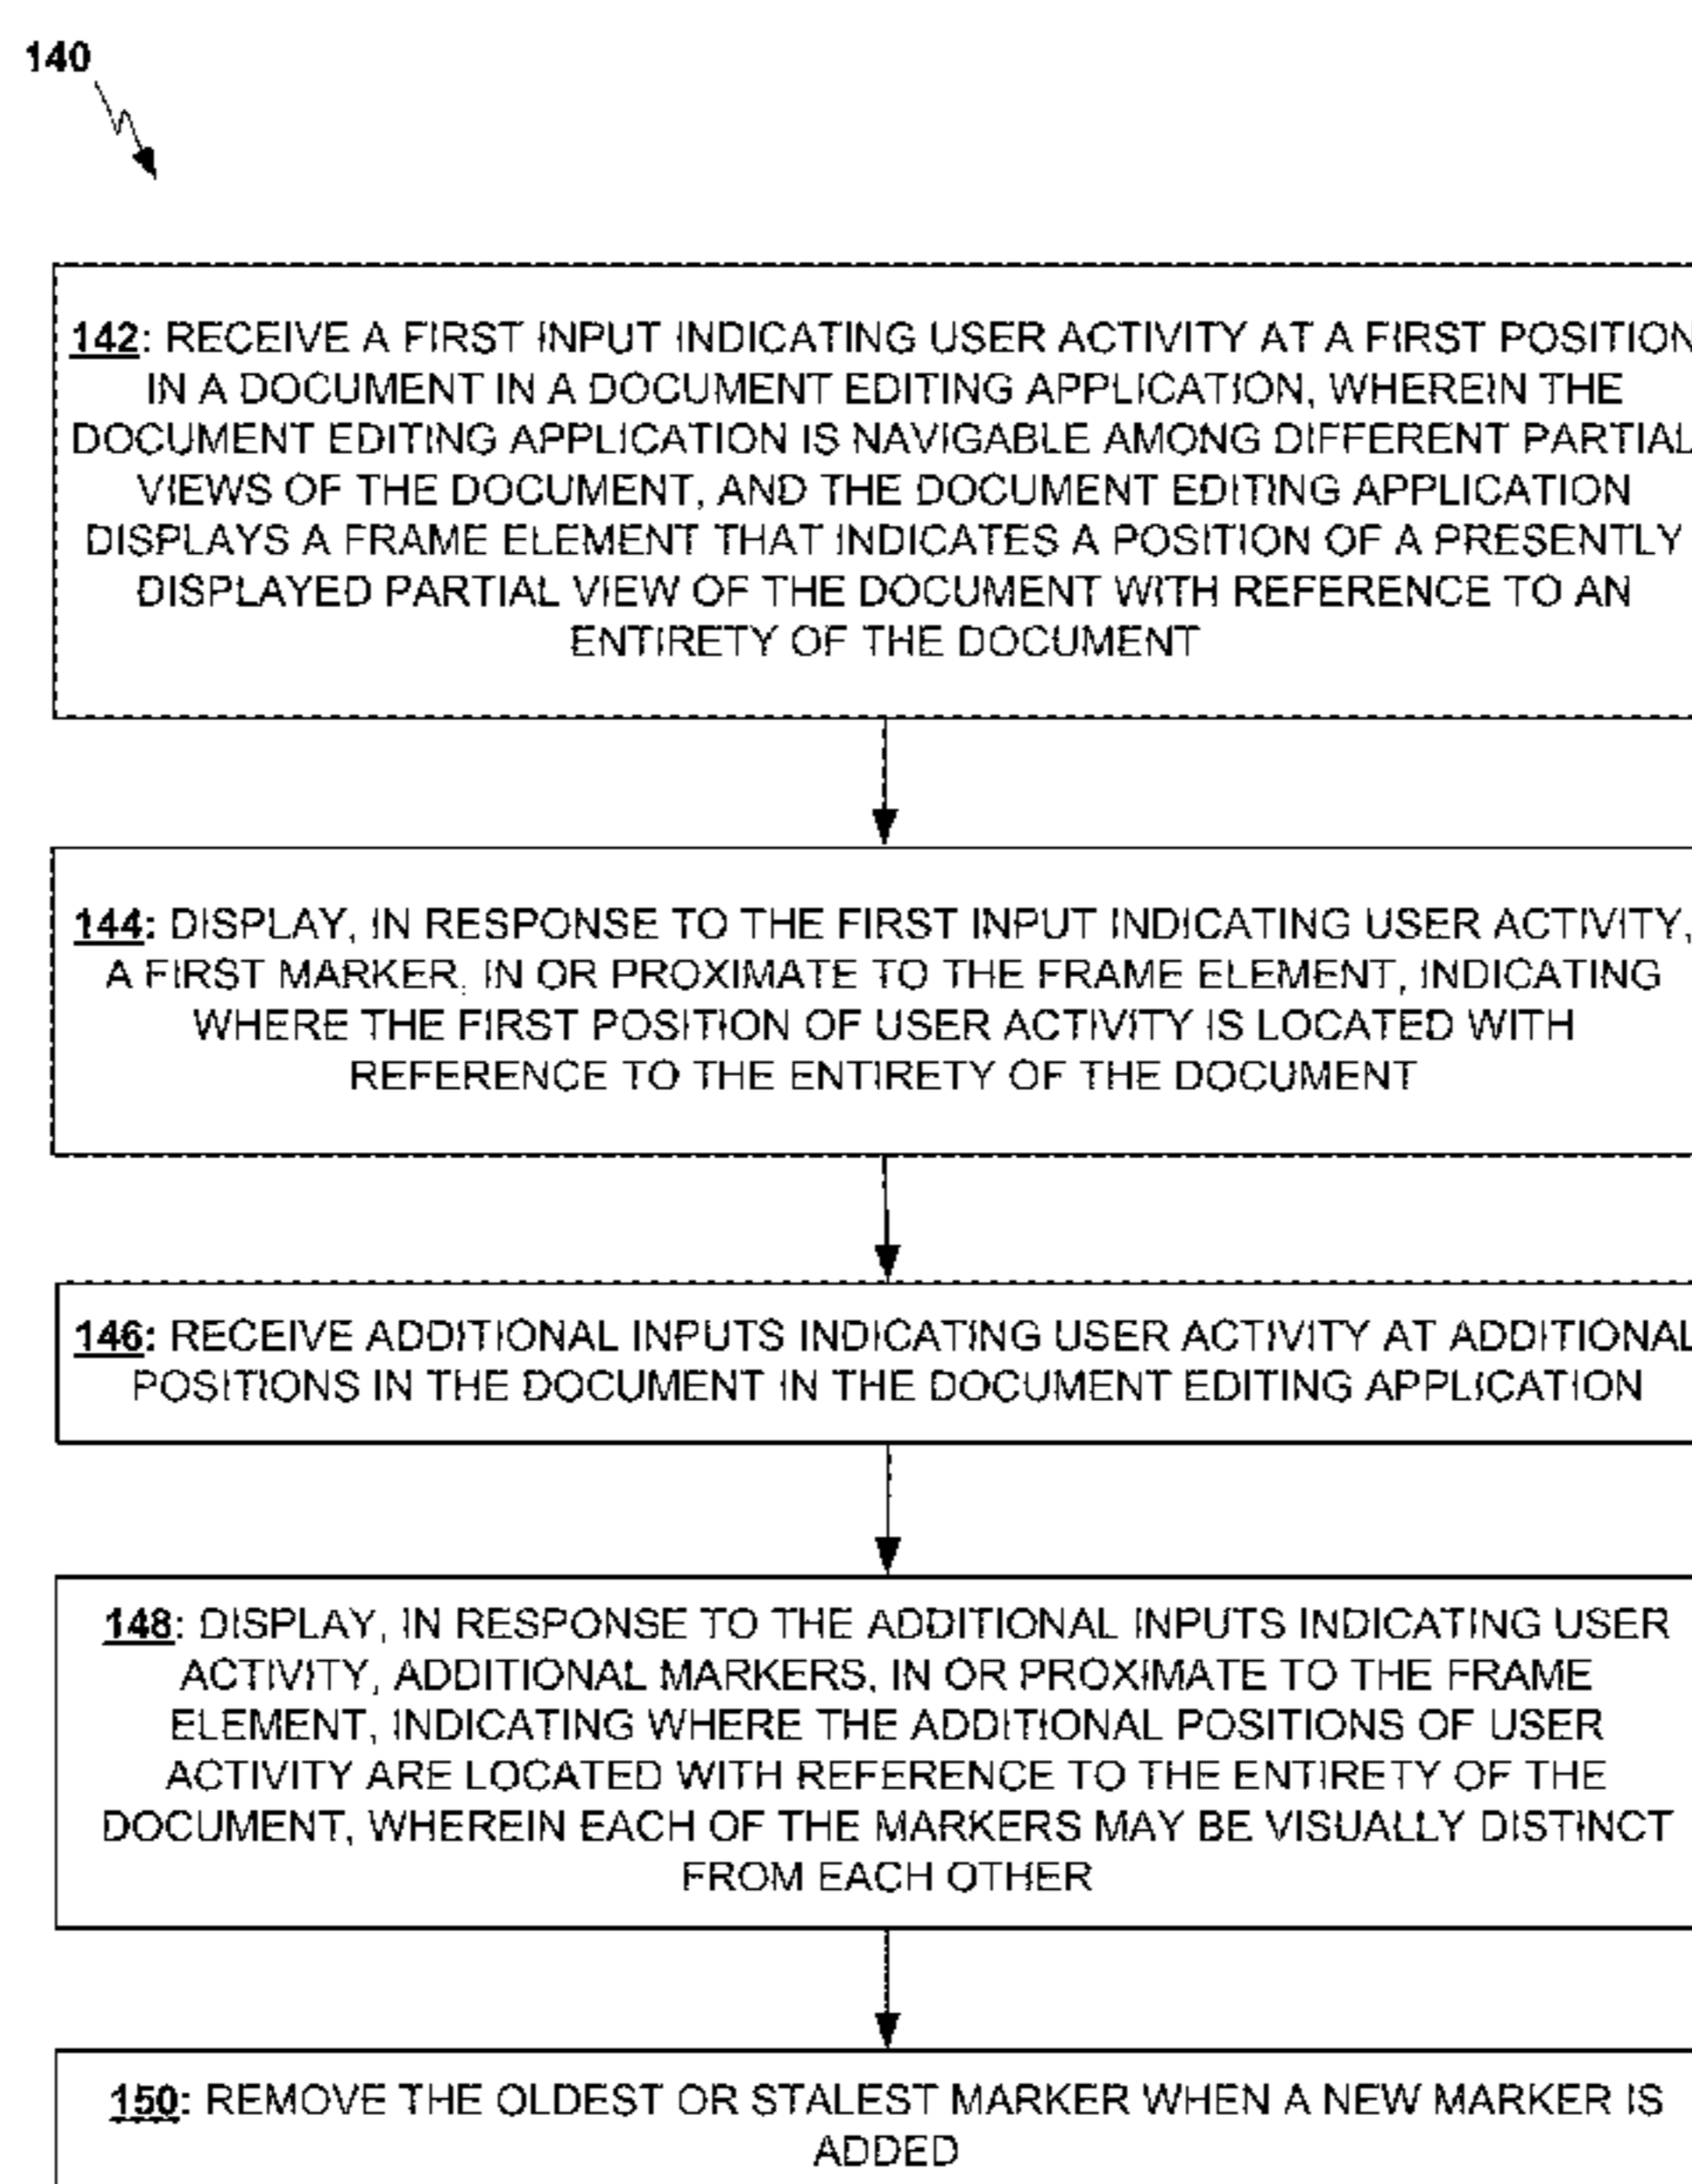 140
142: RECEIVE A FIRST INPUT INDICATING USER ACTIVITY AT A FIRST POSITION
IN A DOCUMENT IN A DOCUMENT EDITING APPLICATION, WHEREIN THE
DOCUMENT EDITING APPLICATION IS NAVIGABLE AMONG DIFFERENT PARTIAL
VIEWS OF THE DOCUMENT, AND THE DOCUMENT EDITING APPLICATION
DISPLAYS A FRAME ELEMENT THAT INDICATES A POSITION OF A PRESENTLY
DISPLAYED PARTIAL VIEW OF THE DOCUMENT WITH REFERENCE TO AN
ENTIRETY OF THE DOCUMENT
144: DISPLAY, IN RESPONSE TO THE FIRST INPUT INDICATING USER ACTIVITY,
A FIRST MARKER, IN OR PROXIMATE TO THE FRAME ELEMENT, INDICATING
WHERE THE FIRST POSITION OF USER ACTIVITY IS LOCATED WITH
REFERENCE TO THE ENTIRETY OF THE DOCUMENT
146: RECEIVE ADDITIONAL INPUTS INDICATING USER ACTIVITY AT ADDITIONAL
POSITIONS IN THE DOCUMENT IN THE DOCUMENT EDITING APPLICATION
148: DISPLAY, IN RESPONSE TO THE ADDITIONAL INPUTS INDICATING USER
ACTIVITY, ADDITIONAL MARKERS, IN OR PROXIMATE TO THE FRAME
ELEMENT, INDICATING WHERE THE ADDITIONAL POSITIONS OF USER
ACTIVITY ARE LOCATED WITH REFERENCE TO THE ENTIRETY OF THE
DOCUMENT, WHEREIN EACH OF THE MARKERS MAY BE VISUALLY DISTINCT
FROM EACH OTHER
150: REMOVE THE OLDEST OR STALEST MARKER WHEN A NEW MARKER IS
ADDED